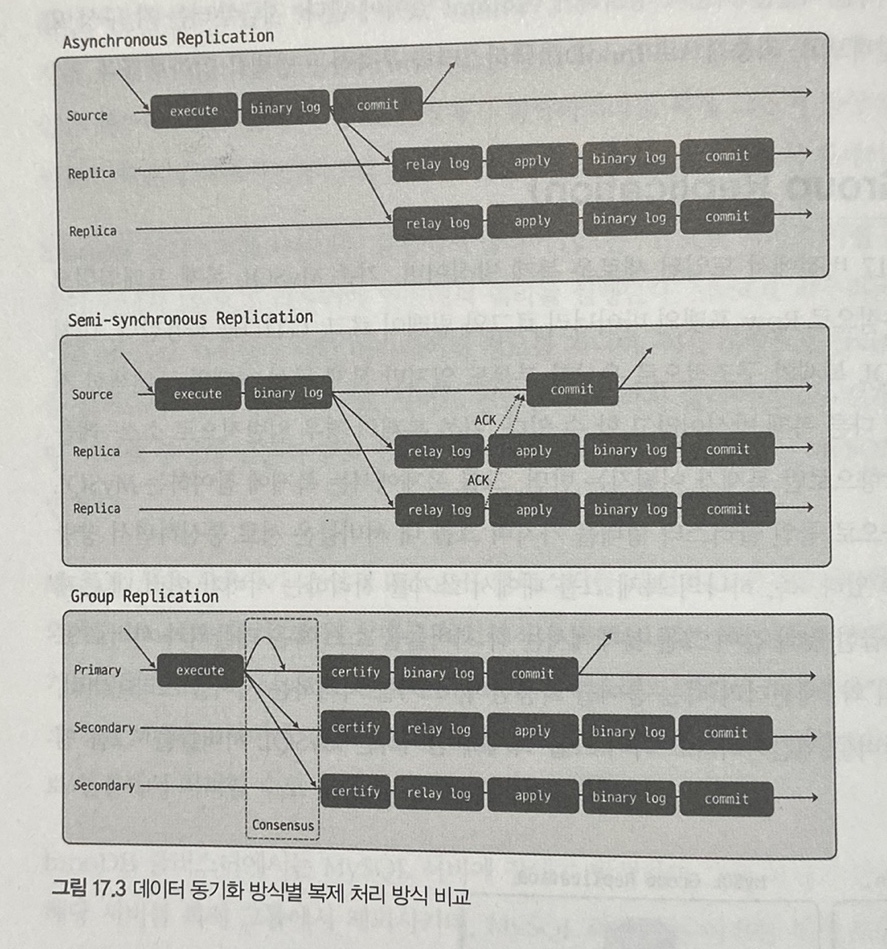 Asynchronous Replication
Source execute binary log commit
Replica relay log apply binary log commit
Replica relay log apply binary log commit
Semi-synchronous Replication
Source execute binary log commit
ACK
Replica relay log apply binary log commit
ACK
Replica relay log apply binary log commit
Group Replication
Primary execute certify binary log commit
Secondary certify relay log apply binary log commit
Secondary certify relay log apply binary log commit
Consensus
그림 17.3 데이터 동기화 방식별 복제 처리 방식 비교